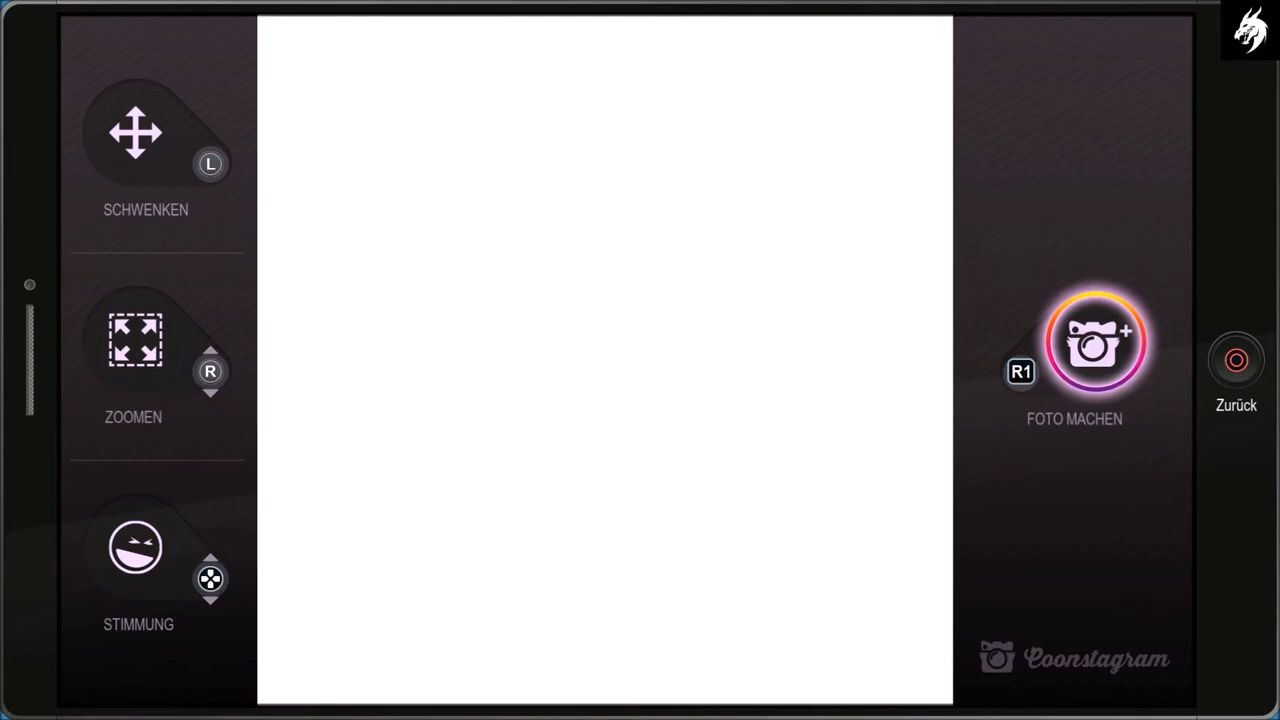 L
SCHWENKEN
R
ZOOMEN
STIMMUNG
R1
FOTO MACHEN
Zurück
Coonstagram